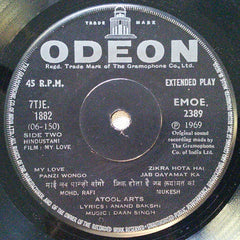 TRADE MARK
ODEON
Regd. Trade Mark of The Gramophone Co., Ltd.
45 R.P.M.
EXTENDED PLAY
7TJE.
1882
(06-150)
SIDE TWO
HINDUSTANI
FILM: MY LOVE
EMOE.
2389
℗ 1969
Original sound
recording made by
The Gramophone
Co. of India Ltd.
MY LOVE
PANZI WONGO
ZIKRA HOTA HAI
JAB QAYAMAT KA
माई लव पान्जी वोंगो
ज़िक्र होता है जब क़यामत का
MOHD. RAFI
MUKESH
ATOOL ARTS
LYRICS: ANAND BAKSHI
MUSIC: DAAN SINGH